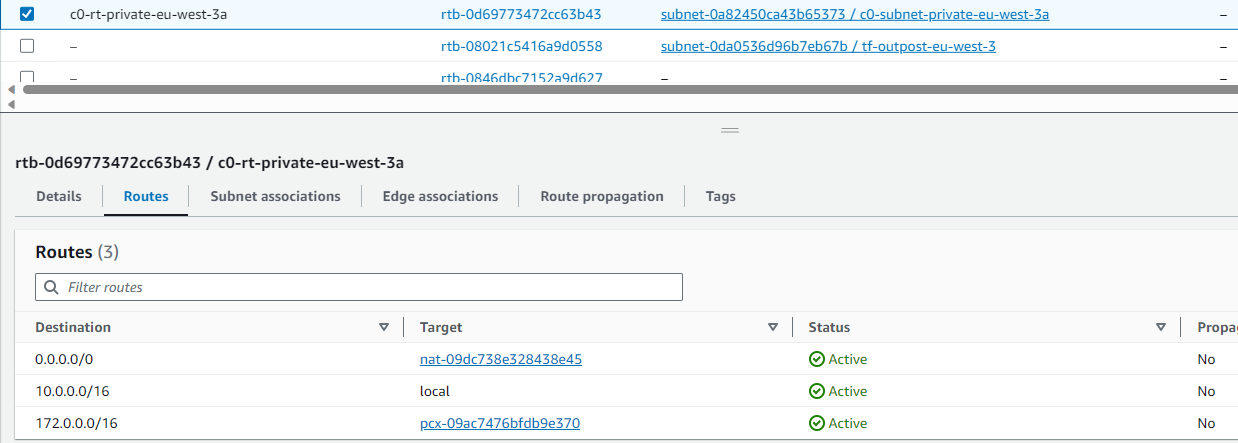 c0-rt-private-eu-west-3a rtb-0d69773472cc63b43 subnet-0a82450ca43b65373 / c0-subnet-private-eu-west-3a –
– rtb-08021c5416a9d0558 subnet-0da0536d96b7eb67b / tf-outpost-eu-west-3 –
– rtb-0846dbc7152a9d627 – –
rtb-0d69773472cc63b43 / c0-rt-private-eu-west-3a
Details Routes Subnet associations Edge associations Route propagation Tags
Routes (3)
Filter routes
Destination Target Status Propag
0.0.0.0/0 nat-09dc738e328438e45 Active No
10.0.0.0/16 local Active No
172.0.0.0/16 pcx-09ac7476bfdb9e370 Active No